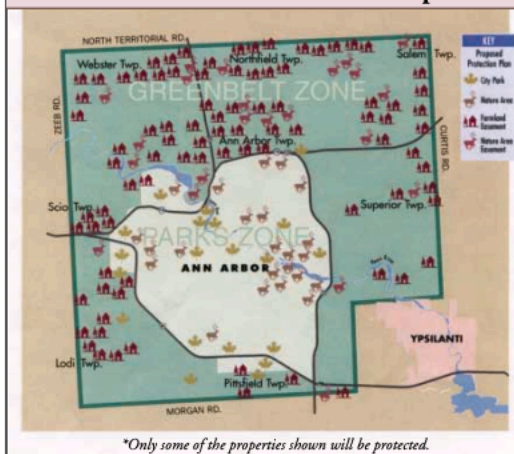 NORTH TERRITORIAL RD.
Webster Twp.
Northfield Twp.
Salem Twp.
GREENBELT ZONE
ZEEB RD.
CURTIS RD.
Ann Arbor Twp.
Scio Twp.
Superior Twp.
PARKS ZONE
ANN ARBOR
YPSILANTI
Lodi Twp.
Pittsfield Twp.
MORGAN RD.
KEY
Proposed
Protection Plan
City Park
Nature Area
Farmland
Easement
Nature Area
Easement
*Only some of the properties shown will be protected.